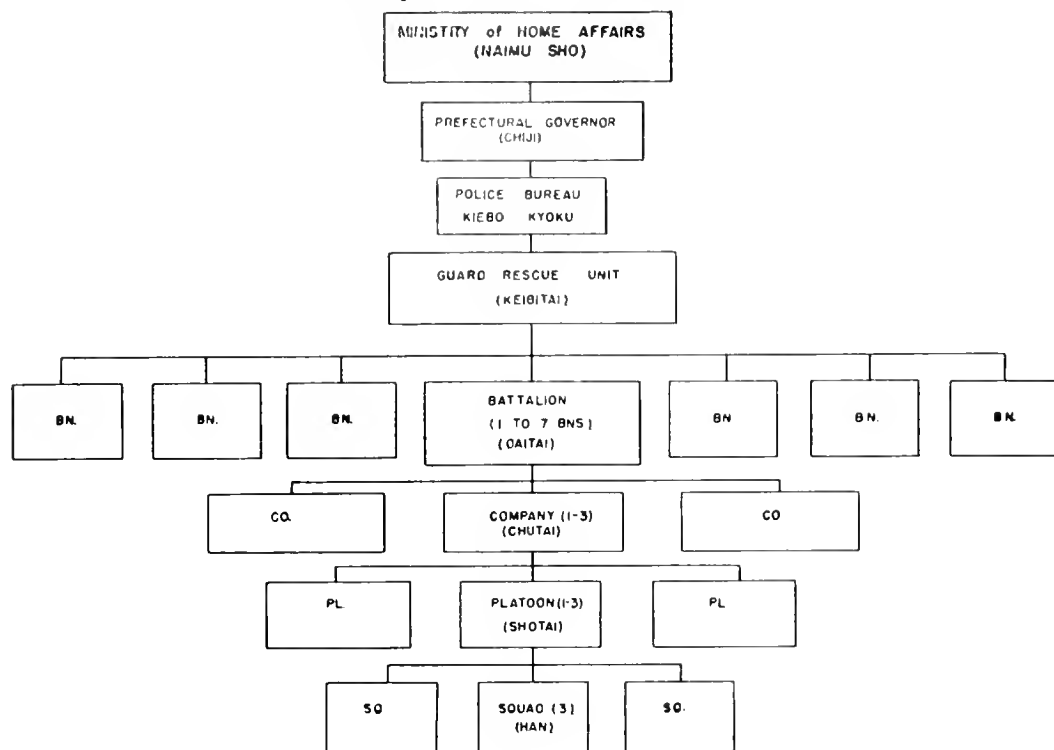 MINISTRY of HOME AFFAIRS
(NAIMU SHO)
PREFECTURAL GOVERNOR
(CHIJI)
POLICE BUREAU
KIEBO KYOKU
GUARD RESCUE UNIT
(KEIBITAI)
BN.
BN.
BN.
BATTALION
(1 TO 7 BNS)
(DAITAI)
BN
BN.
BN.
CO.
COMPANY (1-3)
(CHUTAI)
CO
PL
PLATOON (1-3)
(SHOTAI)
PL
SQ
SQUAD (3)
(HAN)
SQ.